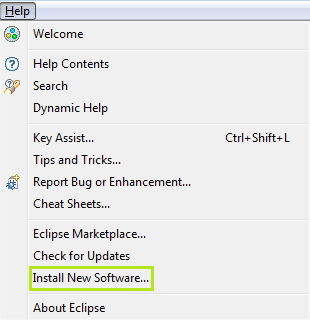 Help
Welcome
Help Contents
Search
Dynamic Help
Key Assist... Ctrl+Shift+L
Tips and Tricks...
Report Bug or Enhancement...
Cheat Sheets...
Eclipse Marketplace...
Check for Updates
Install New Software...
About Eclipse